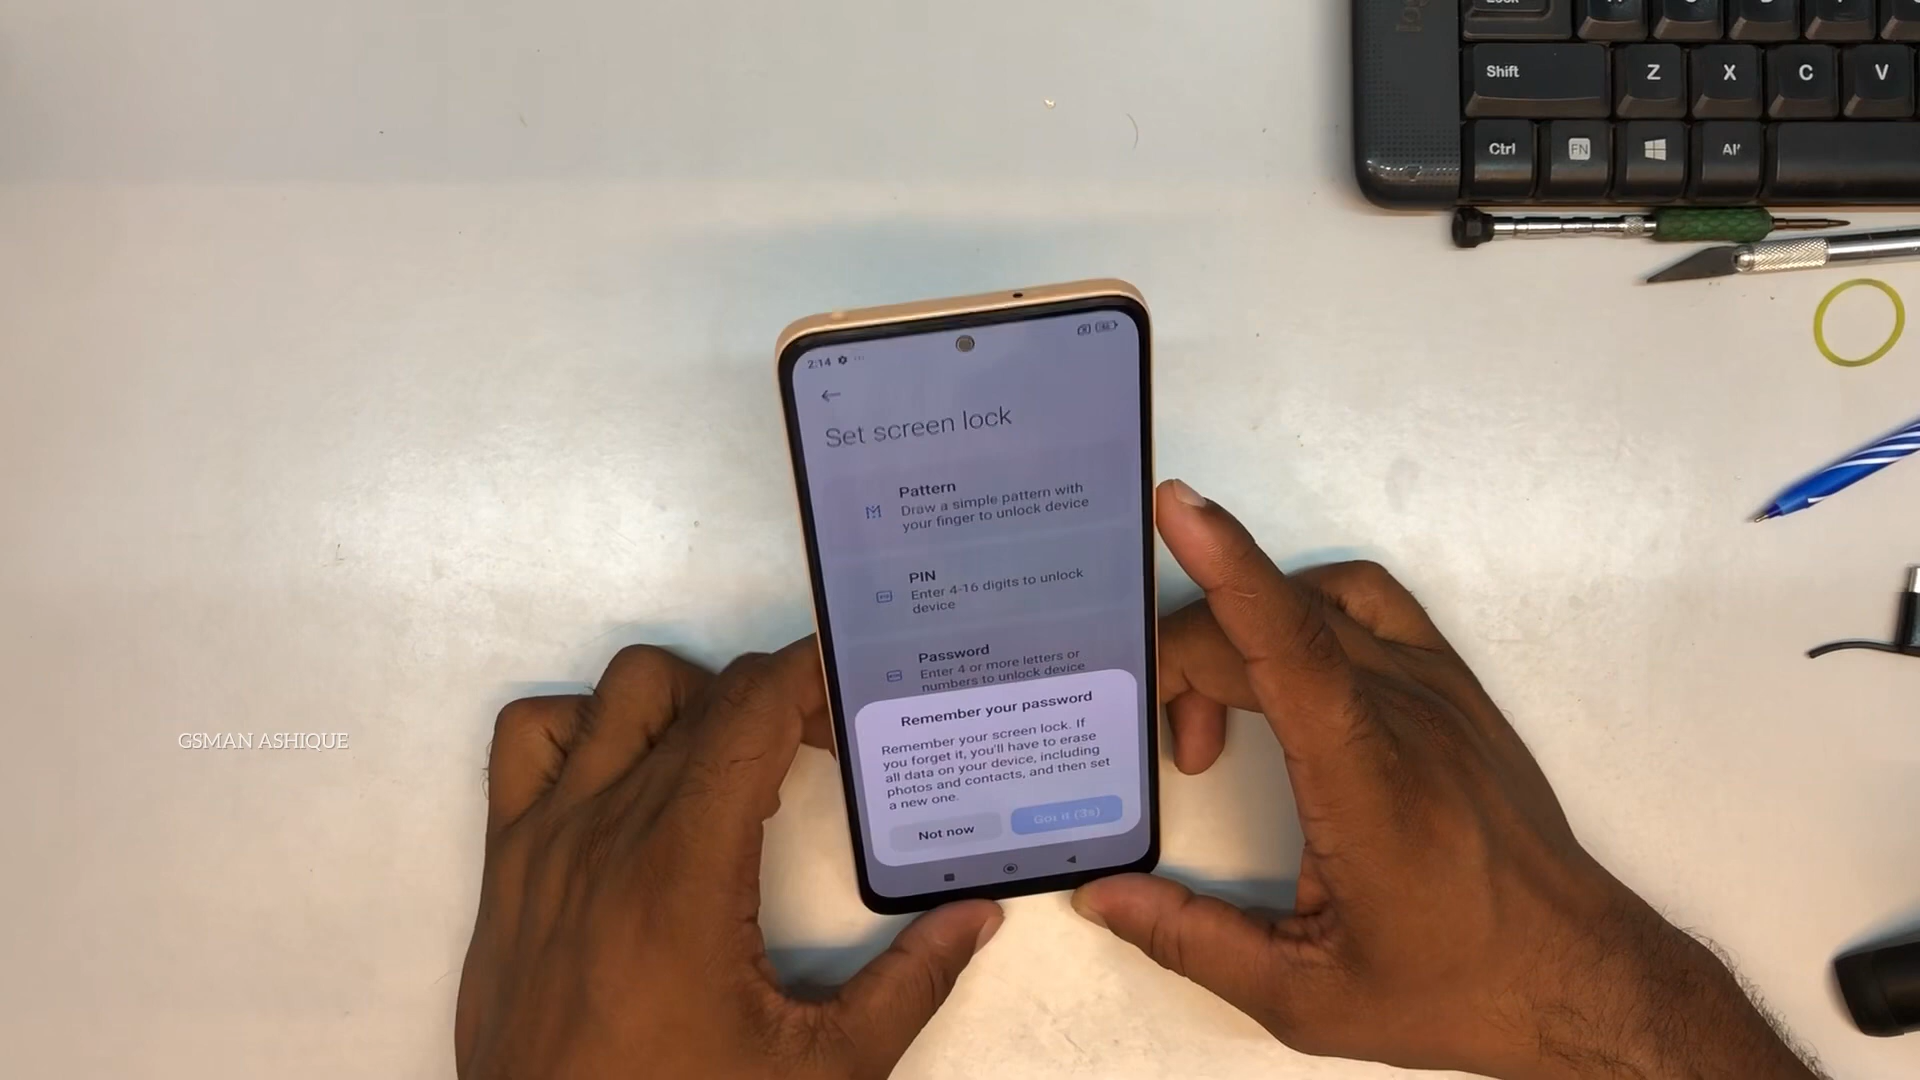 Shift
Z
X
C
V
Ctrl
FN
2:14
Set screen lock
Pattern
Draw a simple pattern with
your finger to unlock device
PIN
Enter 4-16 digits to unlock
device
Password
Enter 4 or more letters or
numbers to unlock device
Remember your password
Remember your screen lock. If
you forget it, you'll have to erase
all data on your device, including
photos and contacts, and then set
a new one.
Not now
Got it (3s)
GSMAN ASHIQUE